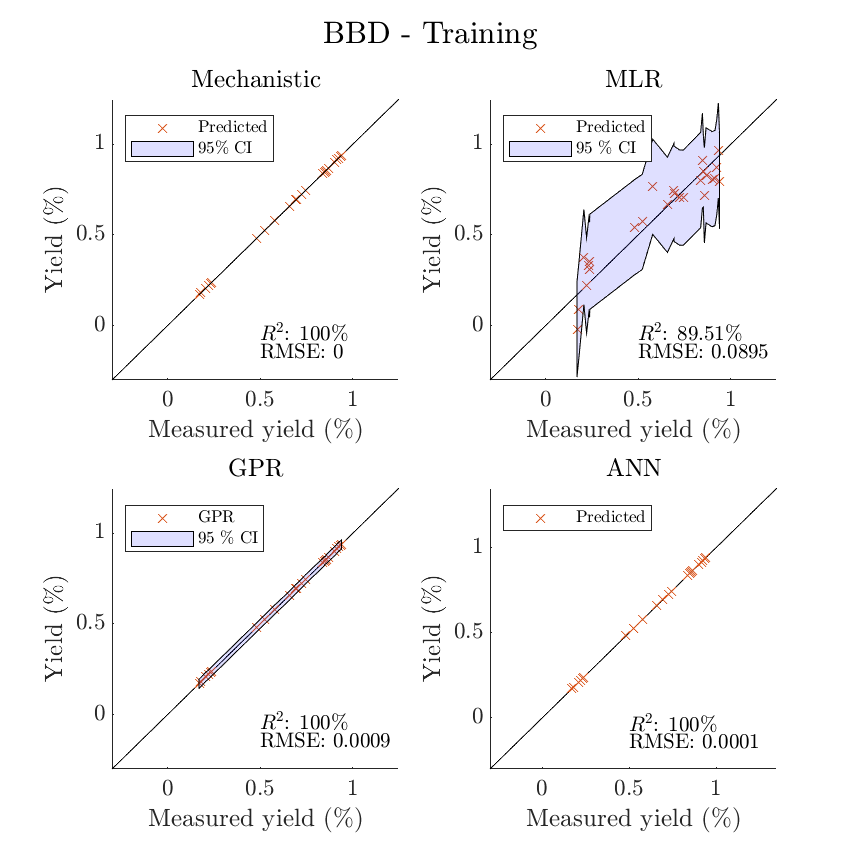 BBD - Training
Mechanistic
Predicted
95% CI
1
0.5
0
Yield (%)
R²: 100%
RMSE: 0
0 0.5 1
Measured yield (%)
MLR
Predicted
95 % CI
1
0.5
0
Yield (%)
R²: 89.51%
RMSE: 0.0895
0 0.5 1
Measured yield (%)
GPR
GPR
95 % CI
1
0.5
0
Yield (%)
R²: 100%
RMSE: 0.0009
0 0.5 1
Measured yield (%)
ANN
Predicted
1
0.5
0
Yield (%)
R²: 100%
RMSE: 0.0001
0 0.5 1
Measured yield (%)